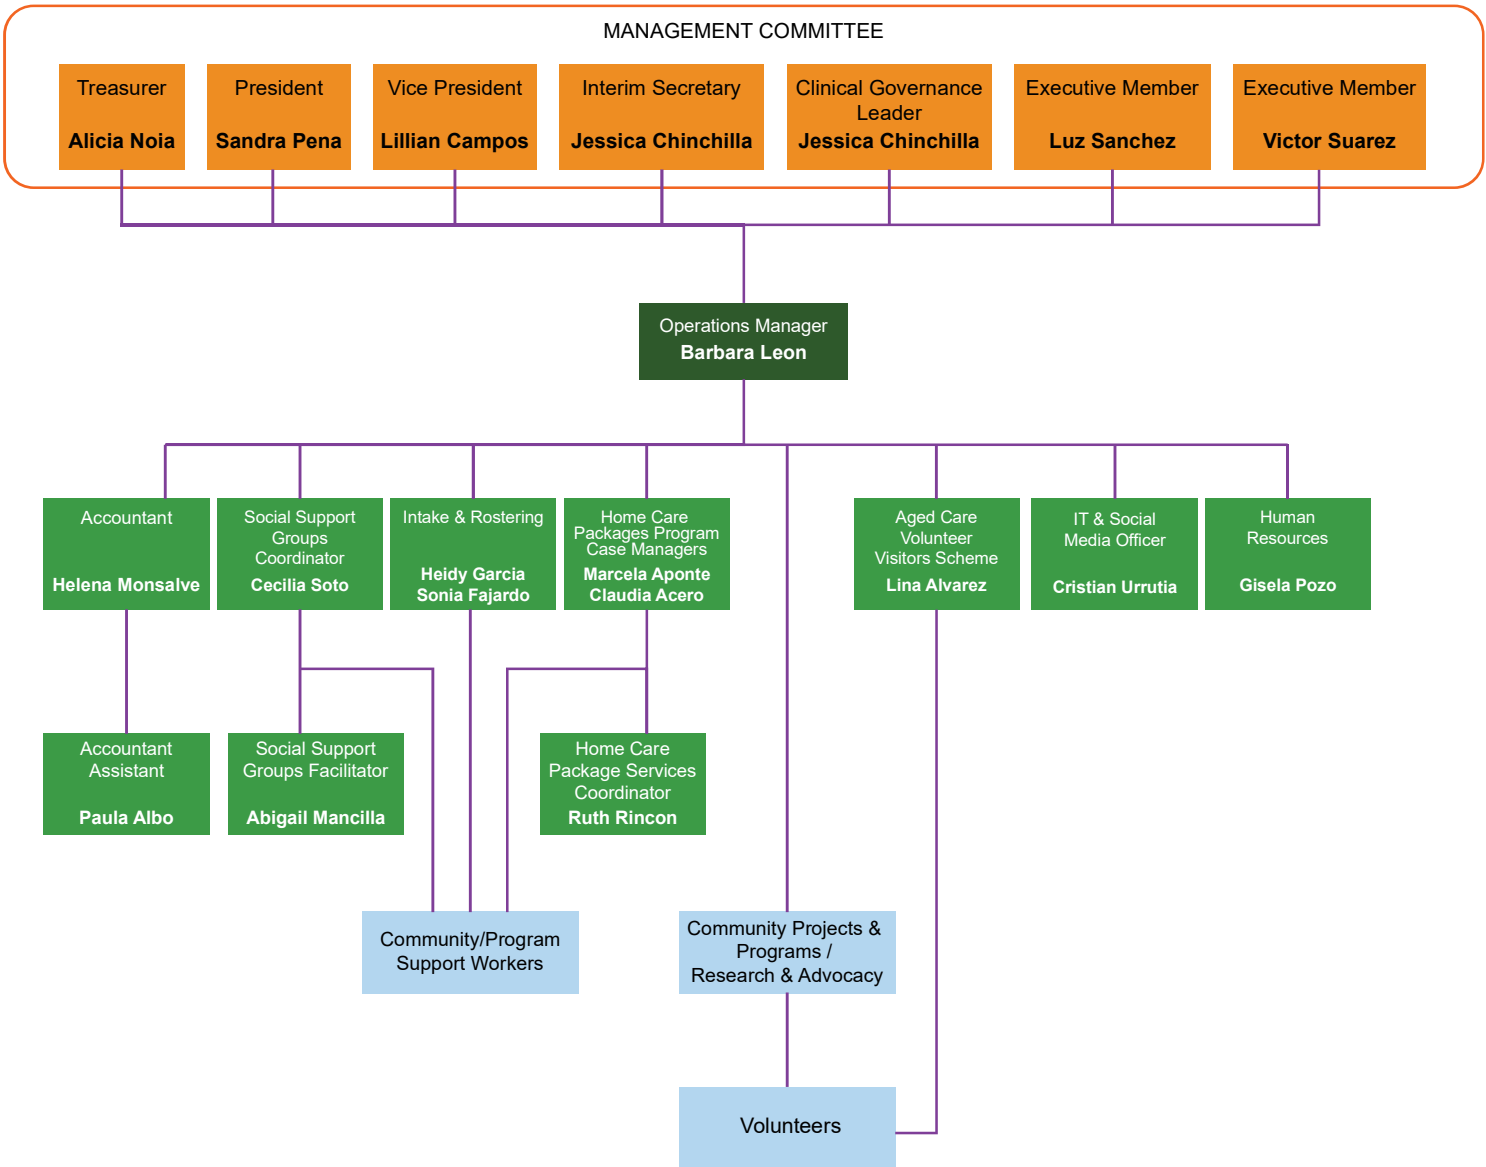 MANAGEMENT COMMITTEE
Treasurer
Alicia Noia
President
Sandra Pena
Vice President
Lillian Campos
Interim Secretary
Jessica Chinchilla
Clinical Governance
Leader
Jessica Chinchilla
Executive Member
Luz Sanchez
Executive Member
Victor Suarez
Operations Manager
Barbara Leon
Accountant
Helena Monsalve
Social Support
Groups
Coordinator
Cecilia Soto
Intake & Rostering
Heidy Garcia
Sonia Fajardo
Home Care
Packages Program
Case Managers
Marcela Aponte
Claudia Acero
Aged Care
Volunteer
Visitors Scheme
Lina Alvarez
IT & Social
Media Officer
Cristian Urrutia
Human
Resources
Gisela Pozo
Accountant
Assistant
Paula Albo
Social Support
Groups Facilitator
Abigail Mancilla
Home Care
Package Services
Coordinator
Ruth Rincon
Community/Program
Support Workers
Community Projects &
Programs /
Research & Advocacy
Volunteers